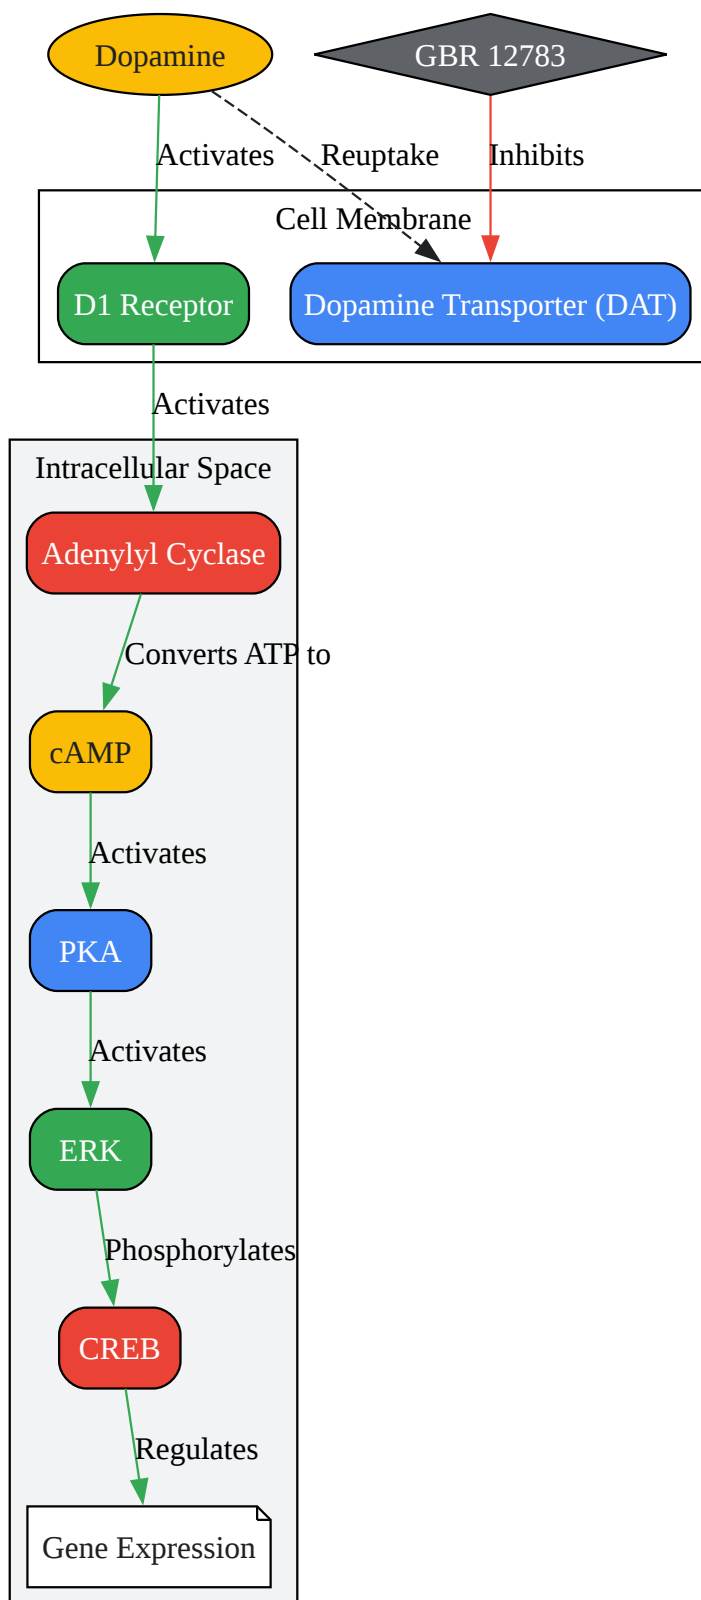 Dopamine
GBR 12783
Activates
Reuptake
Inhibits
Cell Membrane
D1 Receptor
Dopamine Transporter (DAT)
Activates
Intracellular Space
Adenylyl Cyclase
Converts ATP to
cAMP
Activates
PKA
Activates
ERK
Phosphorylates
CREB
Regulates
Gene Expression